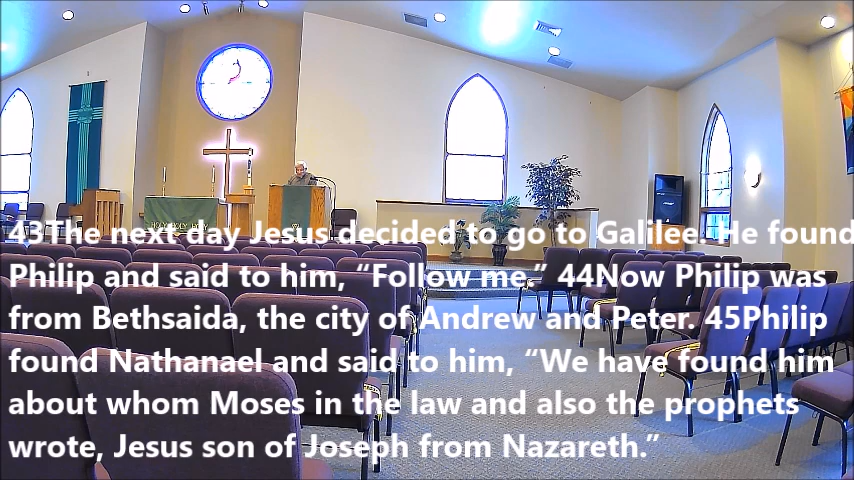 HOLY HOLY HOLY
43The next day Jesus decided to go to Galilee. He found
Philip and said to him, “Follow me.” 44Now Philip was
from Bethsaida, the city of Andrew and Peter. 45Philip
found Nathanael and said to him, “We have found him
about whom Moses in the law and also the prophets
wrote, Jesus son of Joseph from Nazareth.”